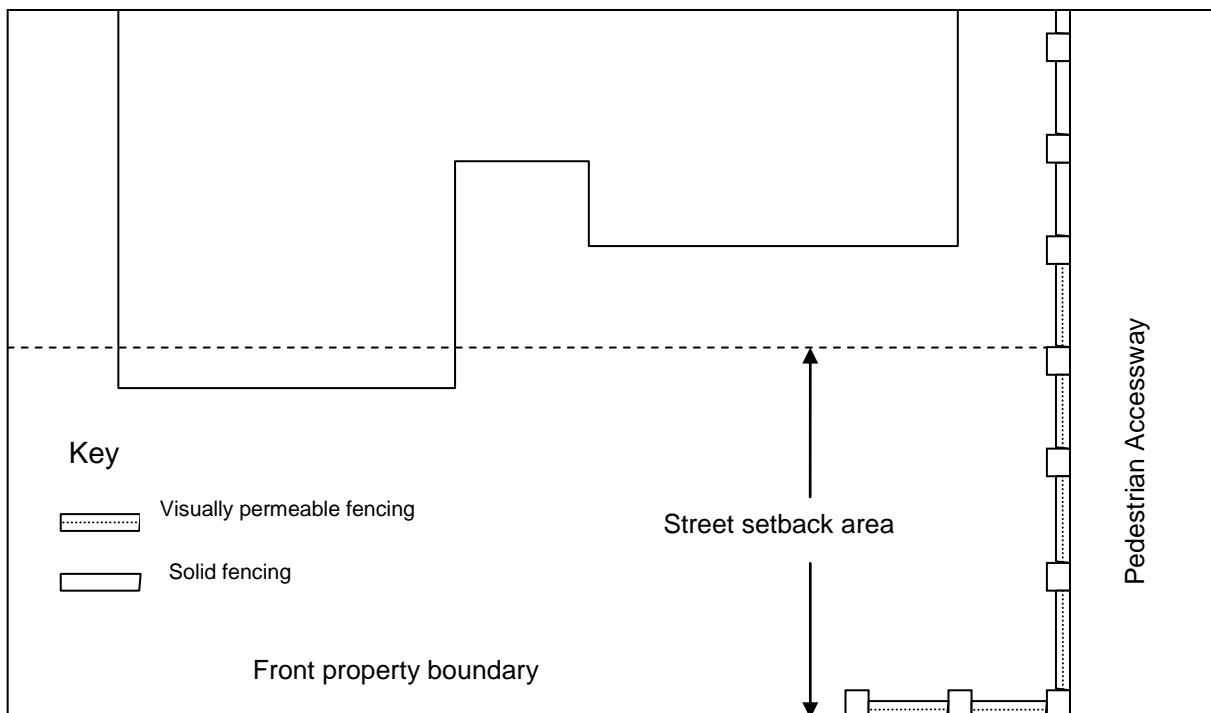 Pedestrian Accessway
Key
Visually permeable fencing
Street setback area
Solid fencing
Front property boundary